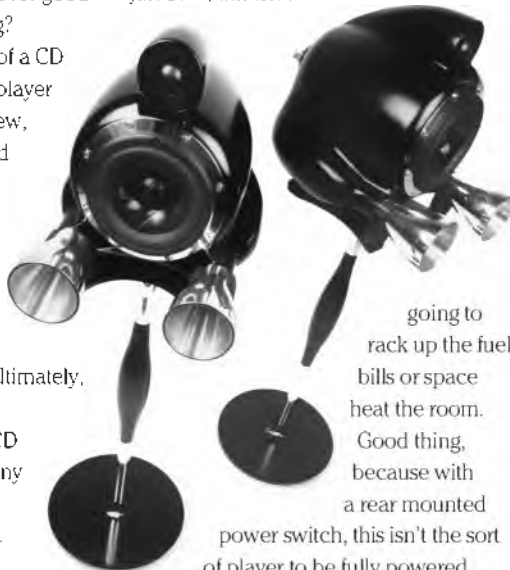 of a CD
player
ew,
ltimately,
CD
ny
going to
rack up the fuel
bills or space
heat the room.
Good thing,
because with
a rear mounted
power switch, this isn't the sort
of player to be fully powered